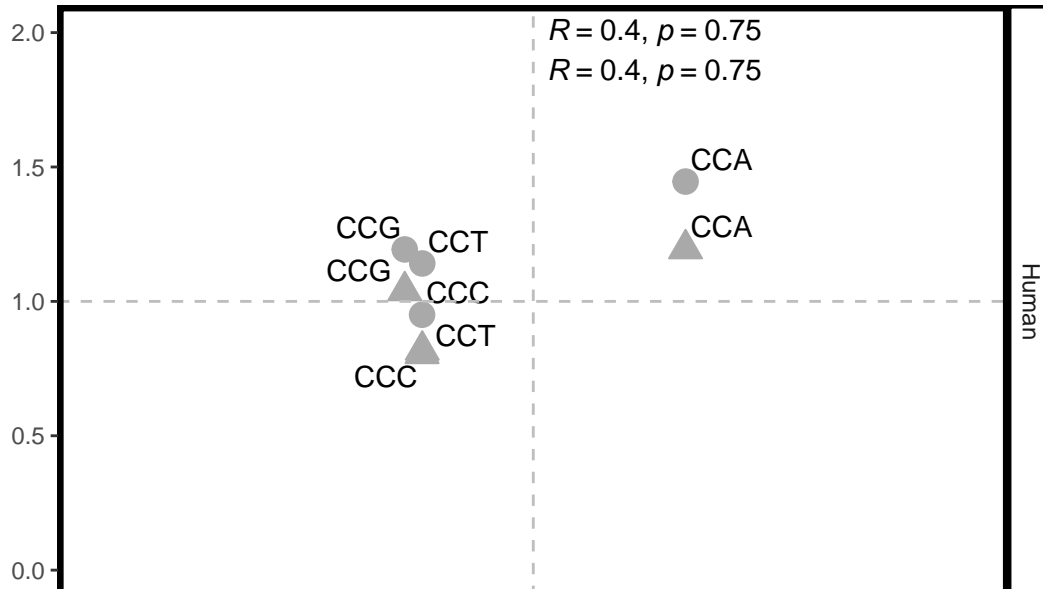 2.0
R = 0.4, p = 0.75
R = 0.4, p = 0.75
1.5
CCA
CCA
CCG
CCT
CCG
CCC
1.0
CCT
CCC
Human
0.5
0.0